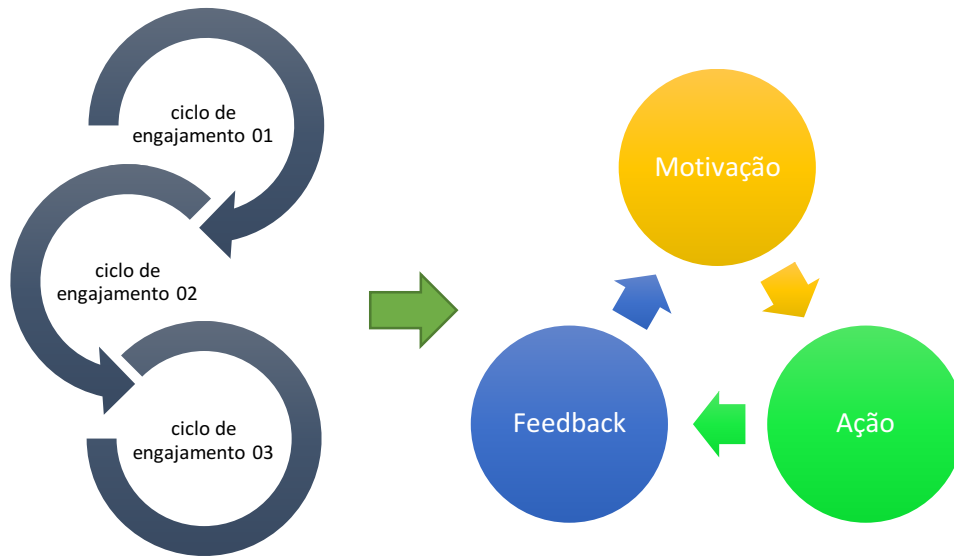 ciclo de
engajamento 01
ciclo de
engajamento 02
ciclo de
engajamento 03
Motivação
Feedback
Ação